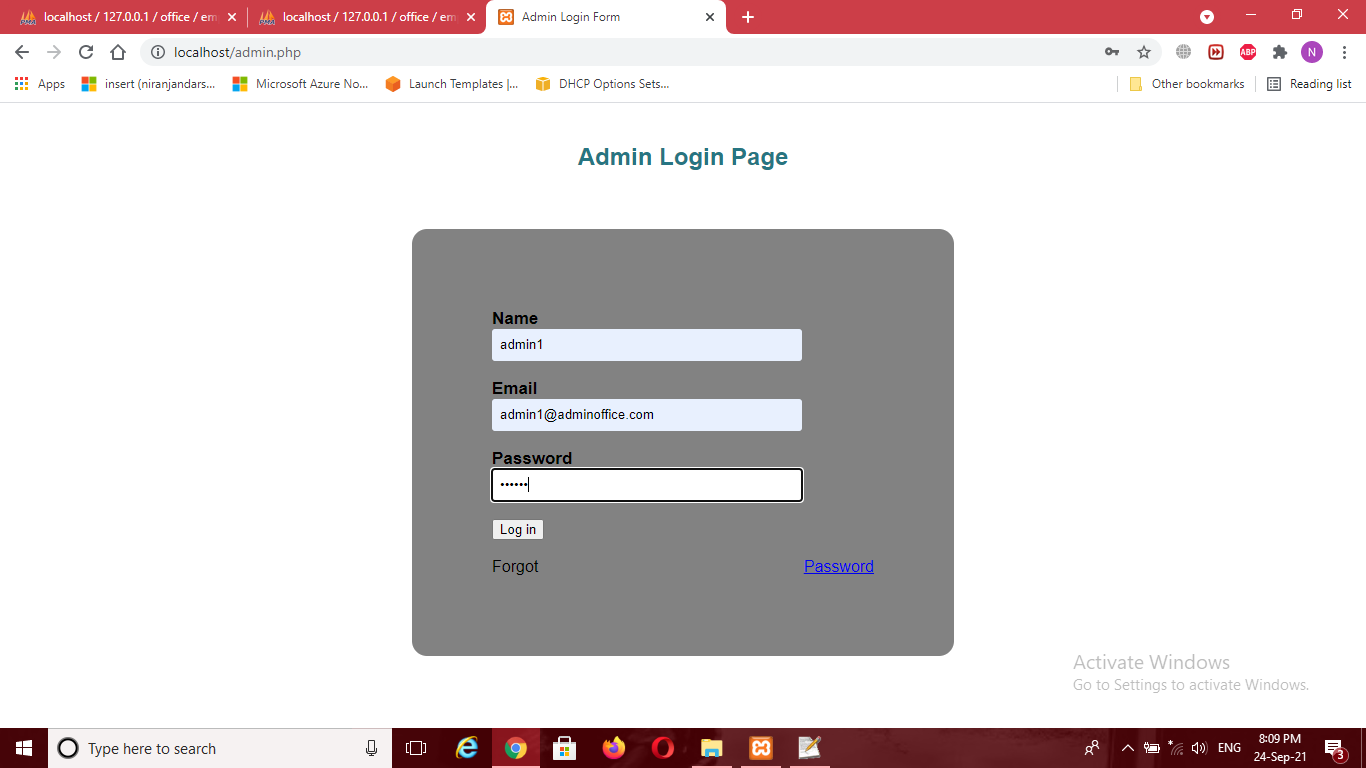 localhost / 127.0.0.1 / office / em
localhost / 127.0.0.1 / office / em
Admin Login Form
localhost/admin.php
ABP
N
Apps
insert (niranjandars...
Microsoft Azure No...
Launch Templates |...
DHCP Options Sets...
Other bookmarks
Reading list
Admin Login Page
Name
admin1
Email
admin1@adminoffice.com
Password
••••••
Log in
Forgot
Password
Activate Windows
Go to Settings to activate Windows.
Type here to search
ENG
8:09 PM
24-Sep-21
3